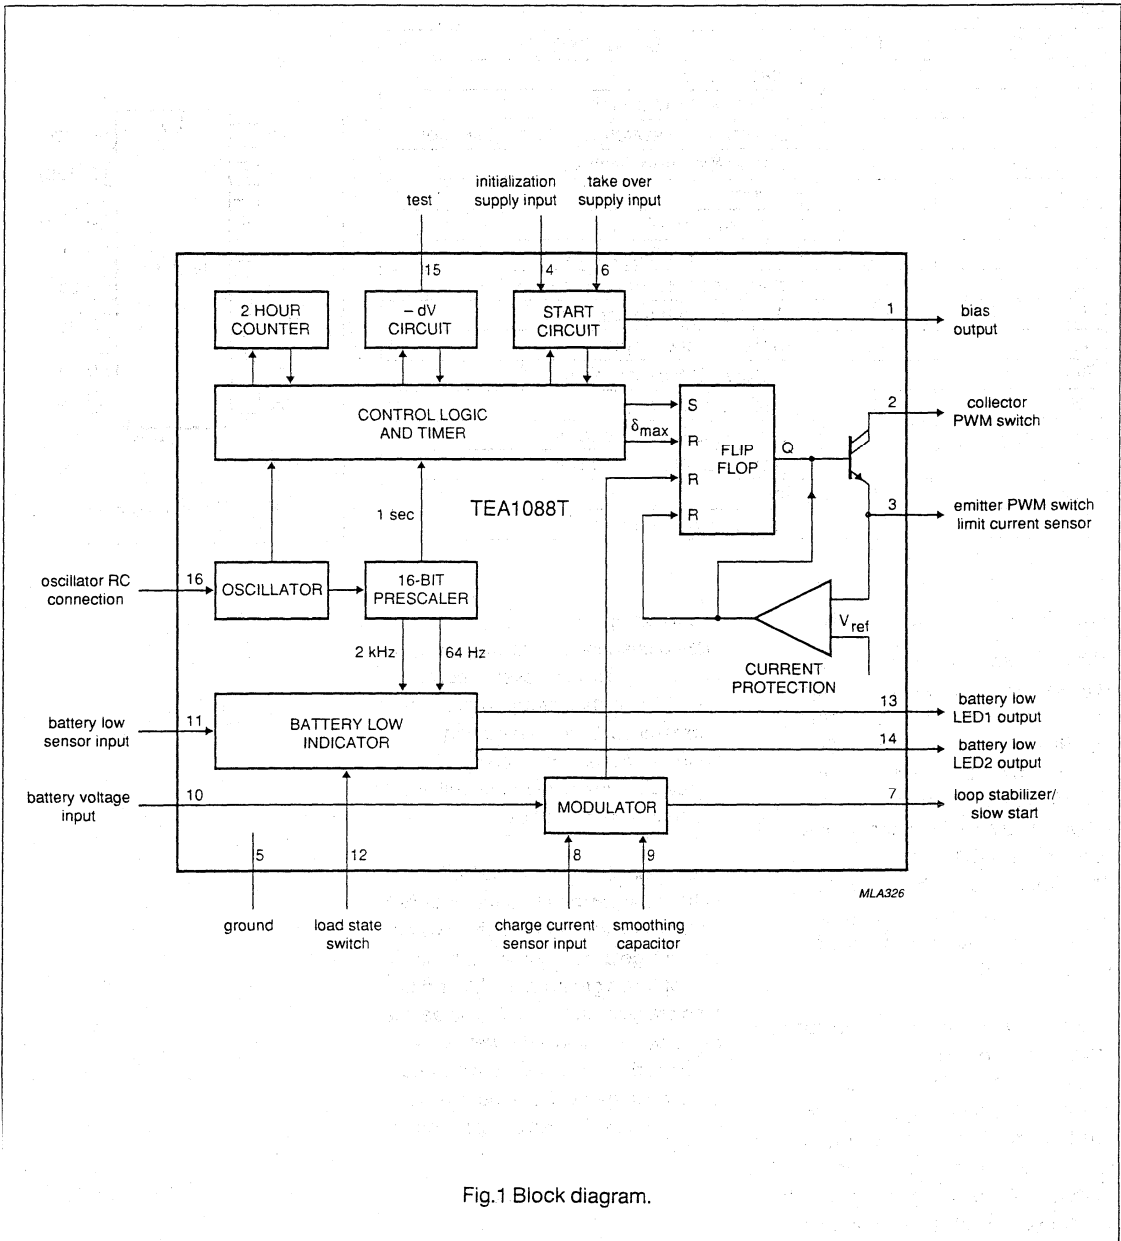 initialization
supply input
take over
supply input
test
15
4
6
2 HOUR
COUNTER
– dV
CIRCUIT
START
CIRCUIT
1
bias
output
CONTROL LOGIC
AND TIMER
S
δmax
R
R
R
FLIP
FLOP
Q
2
collector
PWM switch
3
emitter PWM switch
limit current sensor
1 sec
TEA1088T
oscillator RC
connection
16
OSCILLATOR
16-BIT
PRESCALER
Vref
CURRENT
PROTECTION
2 kHz
64 Hz
battery low
sensor input
11
BATTERY LOW
INDICATOR
13
battery low
LED1 output
14
battery low
LED2 output
battery voltage
input
10
MODULATOR
7
loop stabilizer/
slow start
5
12
8
9
MLA326
ground
load state
switch
charge current
sensor input
smoothing
capacitor
Fig.1 Block diagram.